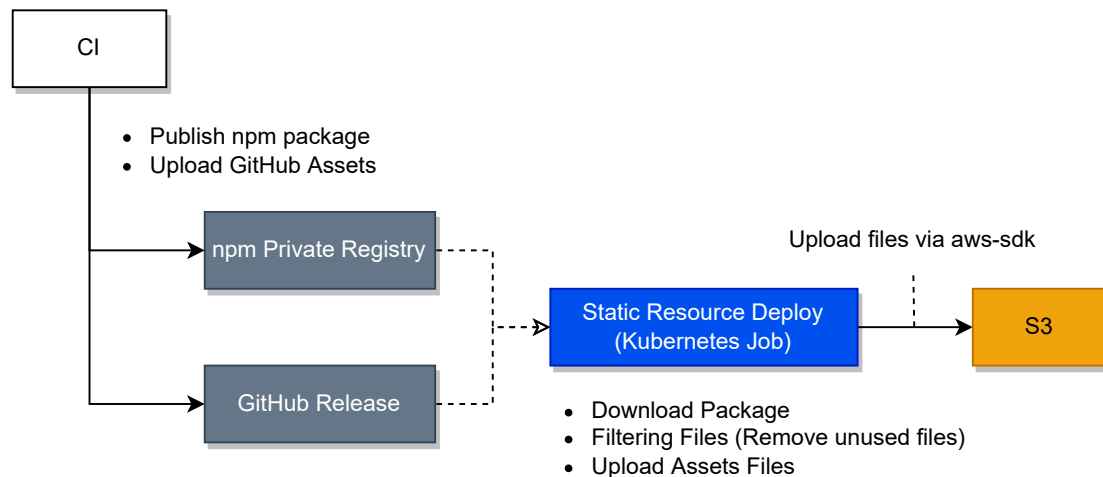 CI
• Publish npm package
• Upload GitHub Assets
npm Private Registry
Upload files via aws-sdk
Static Resource Deploy
(Kubernetes Job)
S3
GitHub Release
• Download Package
• Filtering Files (Remove unused files)
• Upload Assets Files